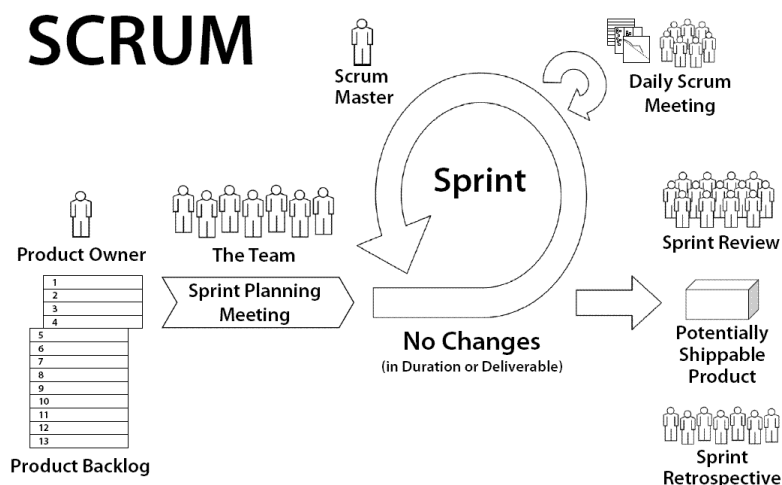 SCRUM
Scrum
Master
Daily Scrum
Meeting
Sprint
Product Owner
The Team
Sprint Review
1
2
3
4
5
6
7
8
9
10
11
12
13
Product Backlog
Sprint Planning
Meeting
No Changes
(in Duration or Deliverable)
Potentially
Shippable
Product
Sprint
Retrospective